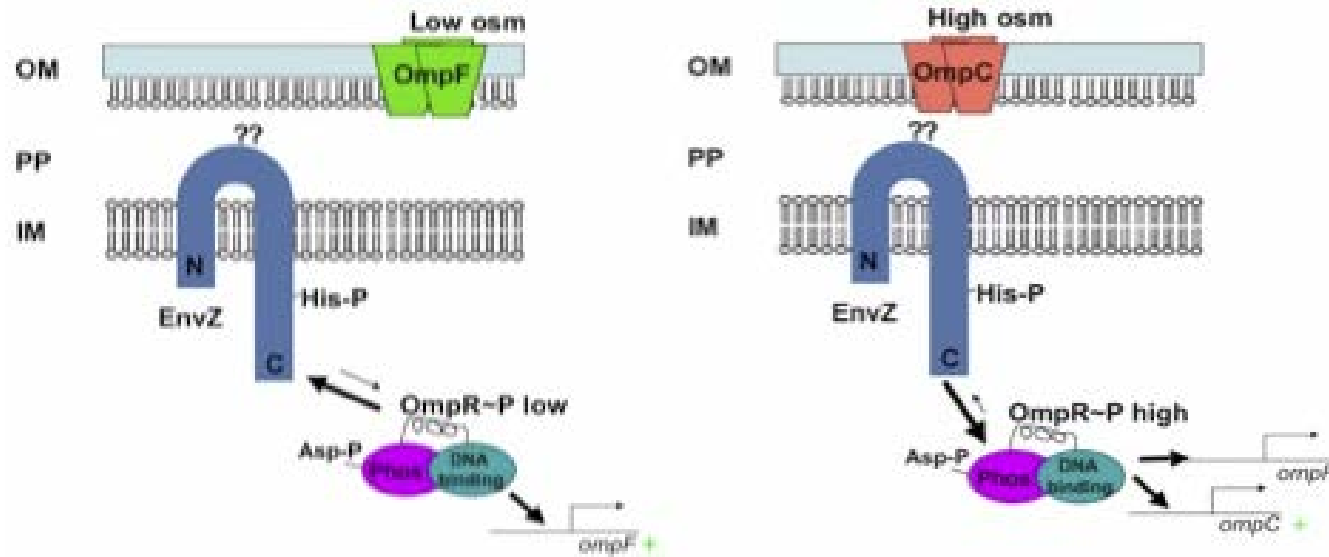 Low osm
OM
OmpF
??
PP
IM
N
His-P
EnvZ
C
OmpR~P low
Asp-P
Phos
DNA
binding
ompF +
High osm
OM
OmpC
??
PP
IM
N
His-P
EnvZ
C
OmpR~P high
Asp-P
Phos
DNA
binding
ompC +